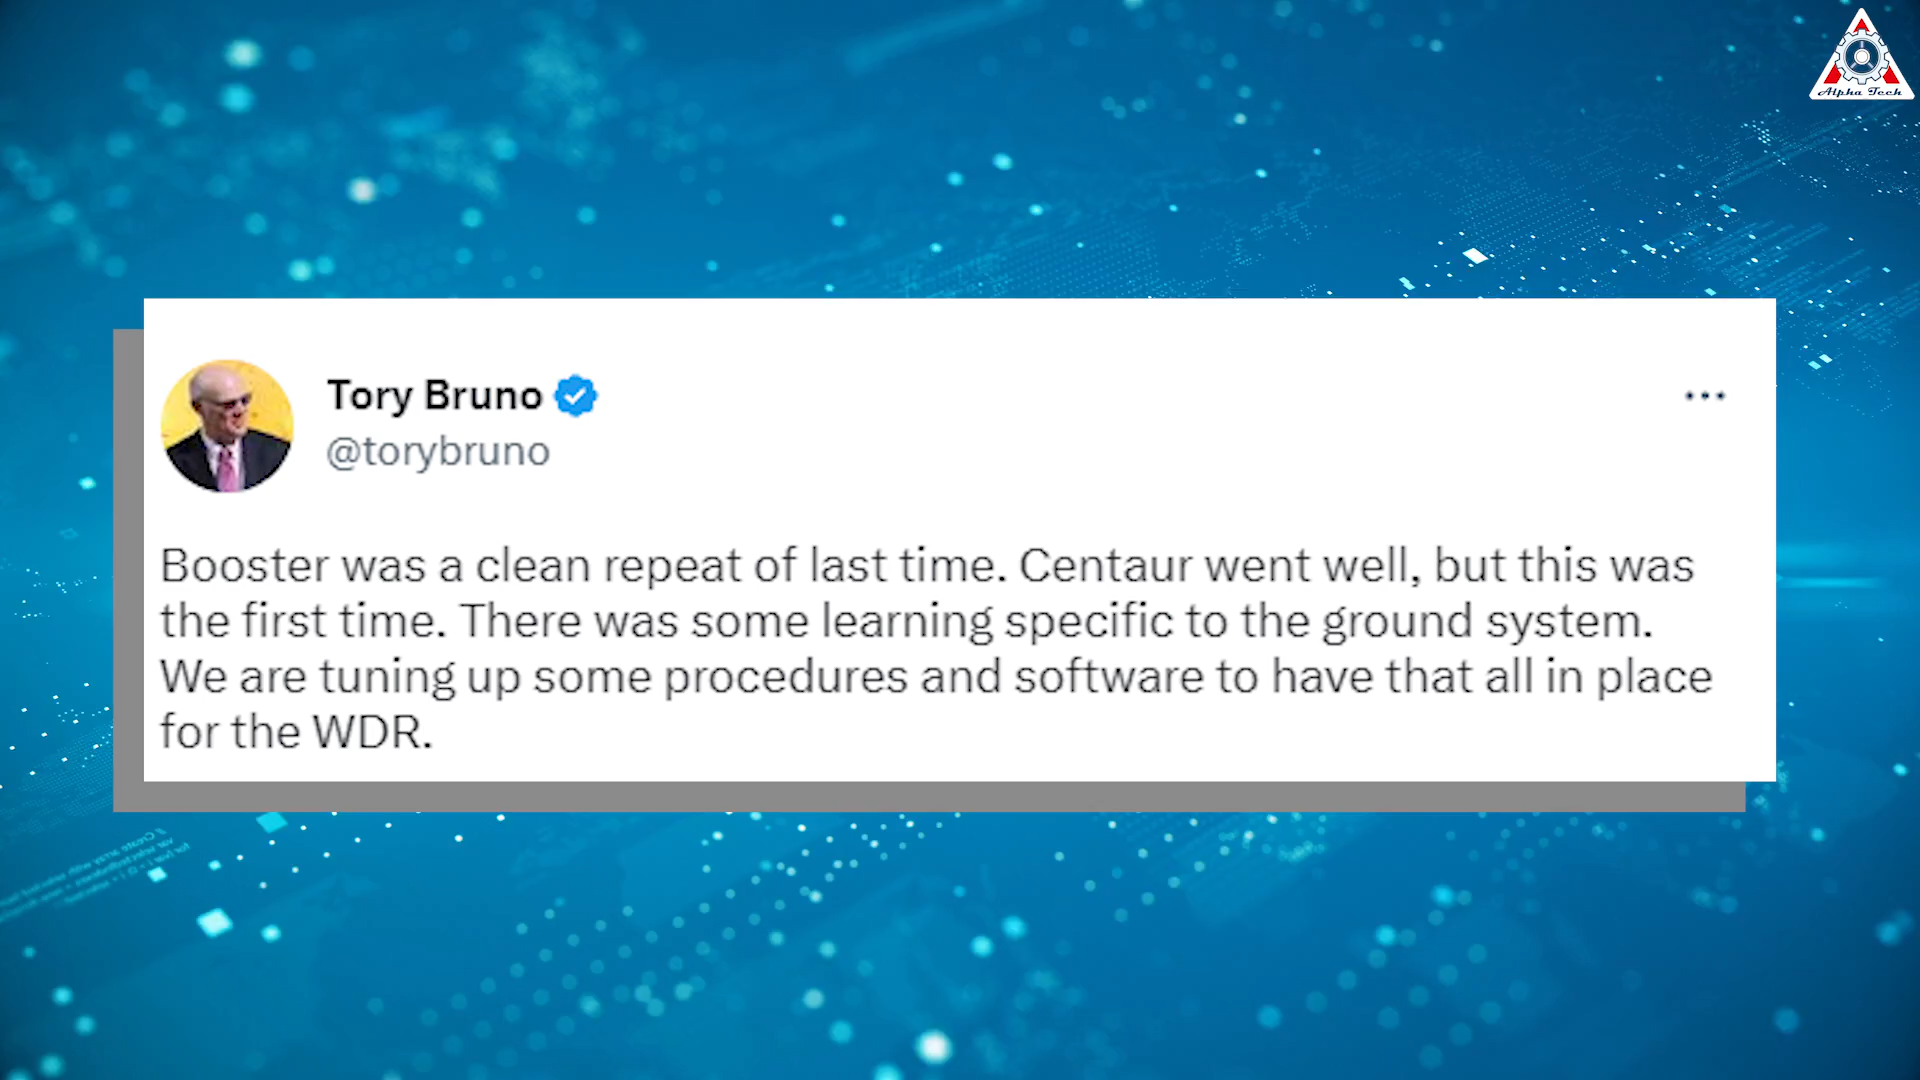 Alpha Tech
Tory Bruno
@torybruno
Booster was a clean repeat of last time. Centaur went well, but this was
the first time. There was some learning specific to the ground system.
We are tuning up some procedures and software to have that all in place
for the WDR.